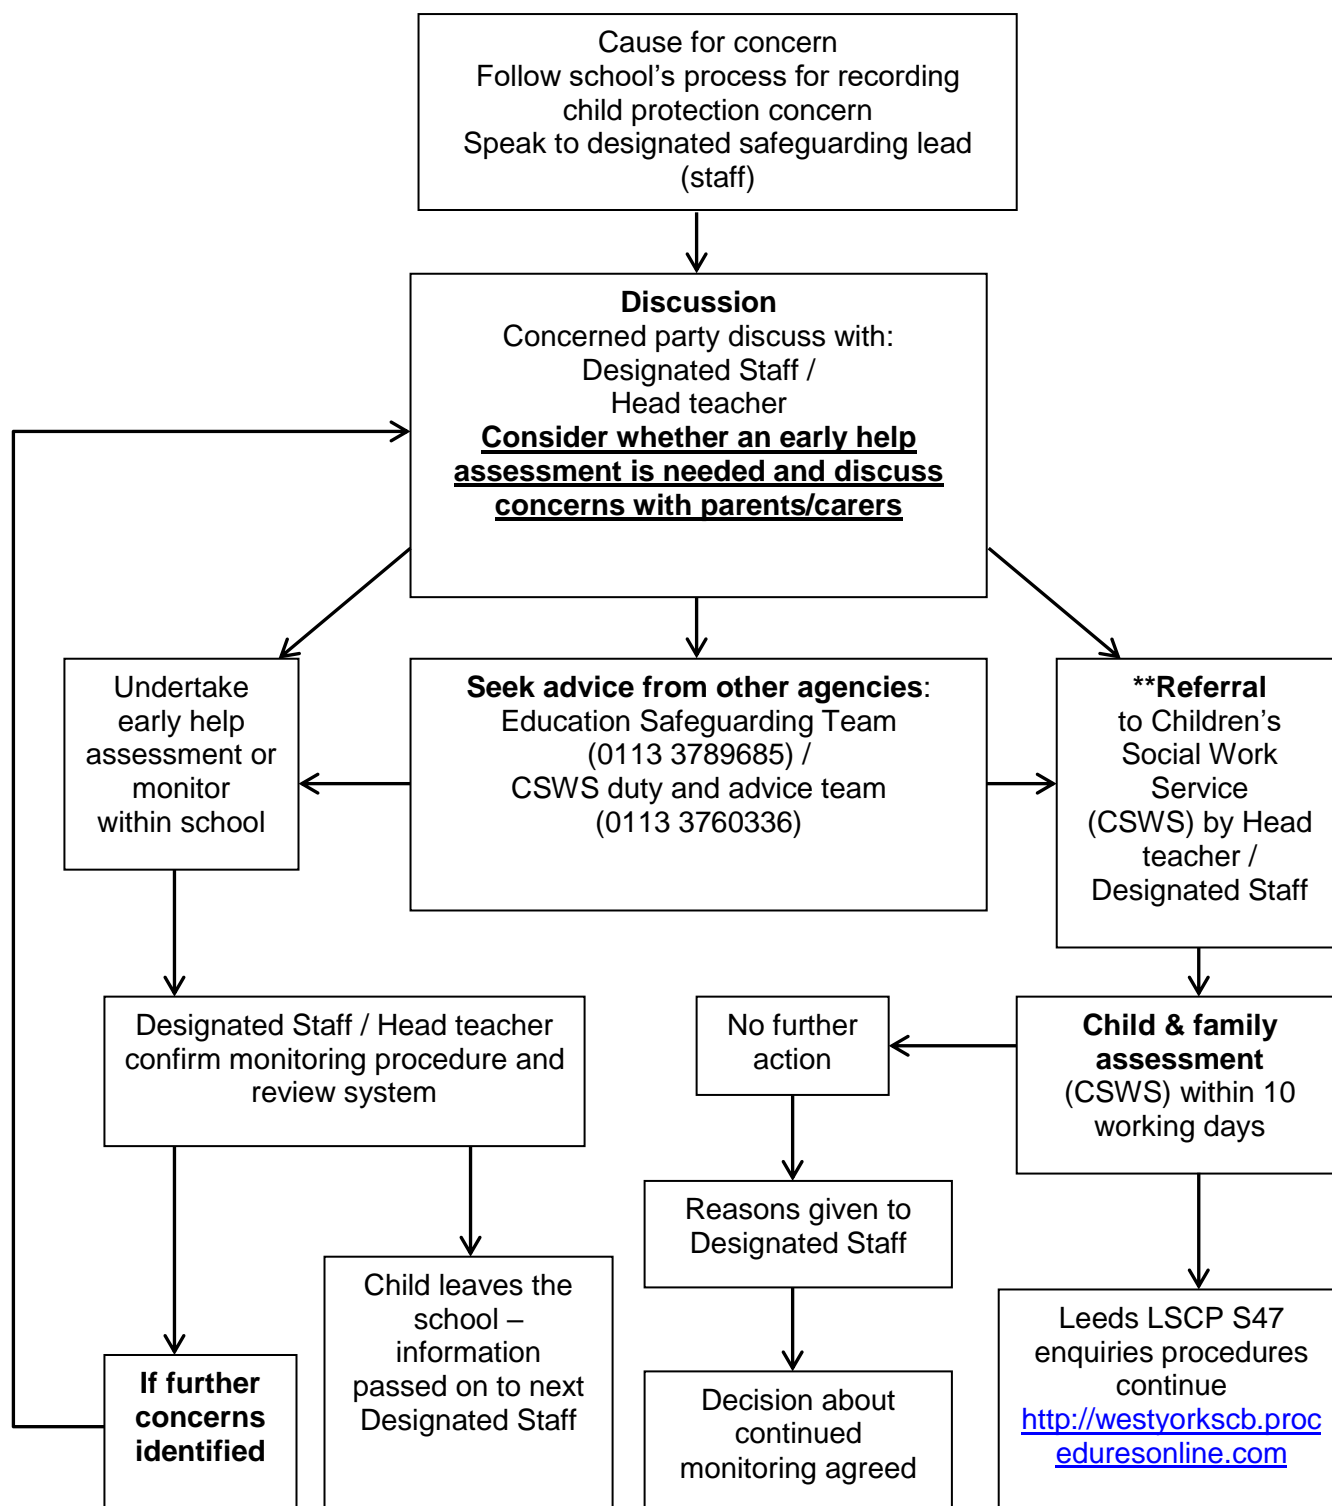 Cause for concern
Follow school’s process for recording
child protection concern
Speak to designated safeguarding lead
(staff)
Discussion
Concerned party discuss with:
Designated Staff /
Head teacher
Consider whether an early help
assessment is needed and discuss
concerns with parents/carers
Undertake
early help
assessment or
monitor
within school
Seek advice from other agencies:
Education Safeguarding Team
(0113 3789685) /
CSWS duty and advice team
(0113 3760336)
**Referral
to Children’s
Social Work
Service
(CSWS) by Head
teacher /
Designated Staff
Designated Staff / Head teacher
confirm monitoring procedure and
review system
No further
action
Child & family
assessment
(CSWS) within 10
working days
Reasons given to
Designated Staff
Child leaves the
school –
information
passed on to next
Designated Staff
Leeds LSCP S47
enquiries procedures
continue
http://westyorkscb.proc
eduresonline.com
If further
concerns
identified
Decision about
continued
monitoring agreed